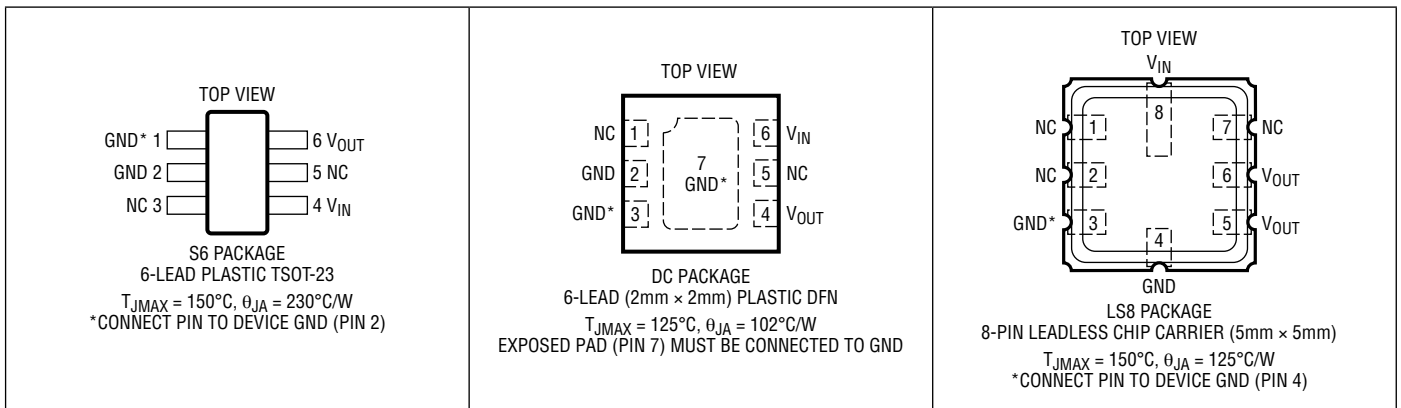 TOP VIEW
GND* 1
6 VOUT
GND 2
5 NC
NC 3
4 VIN
S6 PACKAGE
6-LEAD PLASTIC TSOT-23
TJMAX = 150°C, θJA = 230°C/W
*CONNECT PIN TO DEVICE GND (PIN 2)
TOP VIEW
NC 1
6 VIN
GND 2
7
GND*
5 NC
GND* 3
4 VOUT
DC PACKAGE
6-LEAD (2mm × 2mm) PLASTIC DFN
TJMAX = 125°C, θJA = 102°C/W
EXPOSED PAD (PIN 7) MUST BE CONNECTED TO GND
TOP VIEW
VIN
8
NC 1
7 NC
NC 2
6 VOUT
GND* 3
5 VOUT
4
GND
LS8 PACKAGE
8-PIN LEADLESS CHIP CARRIER (5mm × 5mm)
TJMAX = 150°C, θJA = 125°C/W
*CONNECT PIN TO DEVICE GND (PIN 4)